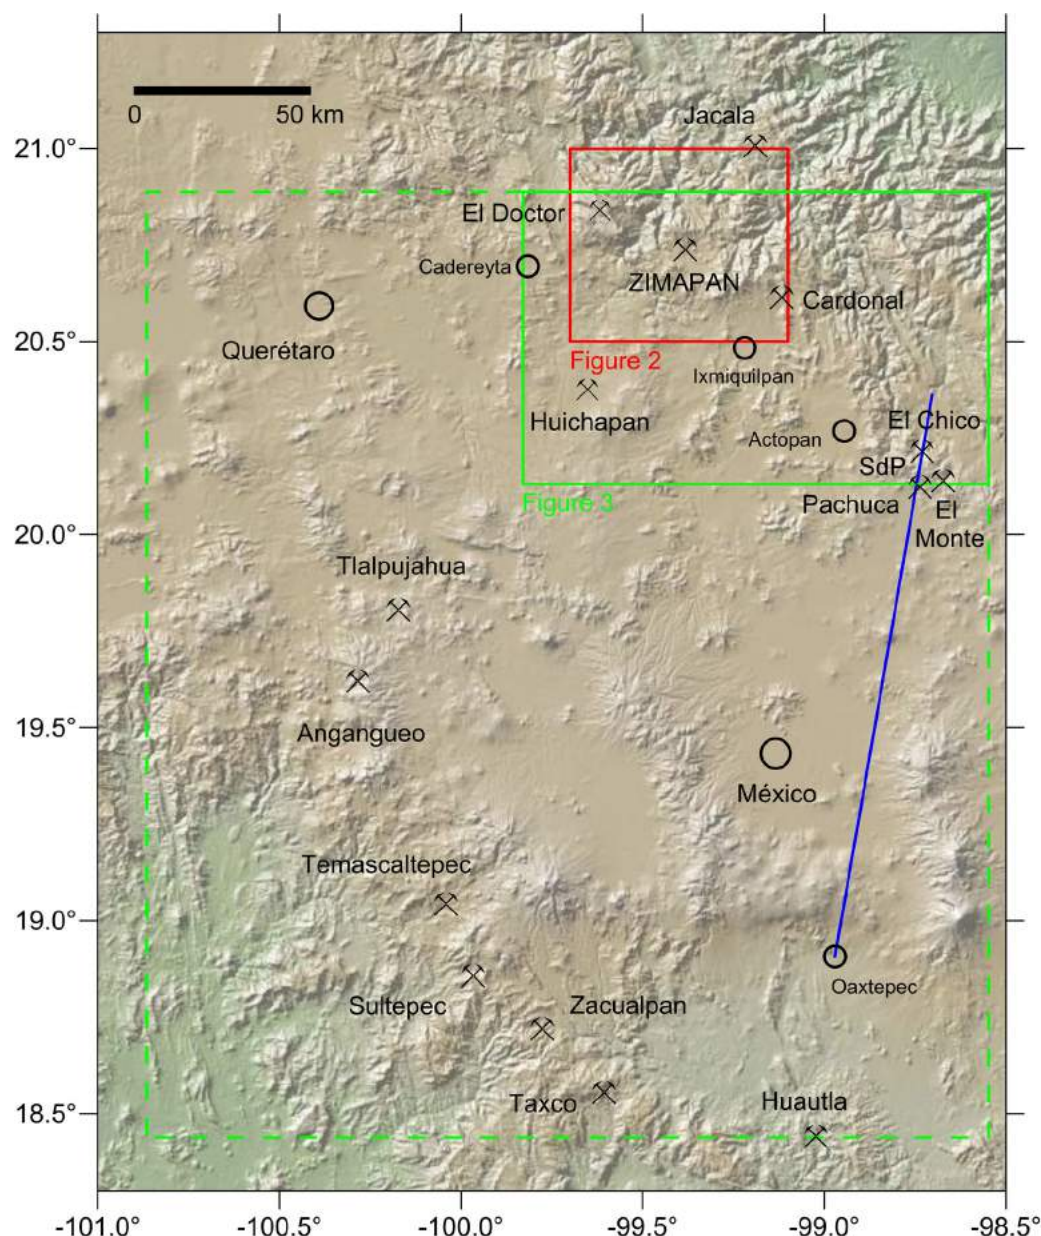 0 50 km
Jacala
21.0°
El Doctor
Cadereyta
ZIMAPAN
Cardonal
Querétaro
20.5°
Figure 2
Ixmiquilpan
Huichapan
El Chico
Actopan
SdP
Figure 3
Pachuca
El
Monte
20.0°
Tlalpujahua
19.5°
Angangueo
México
Temascaltepec
19.0°
Oaxtepec
Sultepec
Zacualpan
18.5°
Taxco
Huautla
-101.0° -100.5° -100.0° -99.5° -99.0° -98.5°